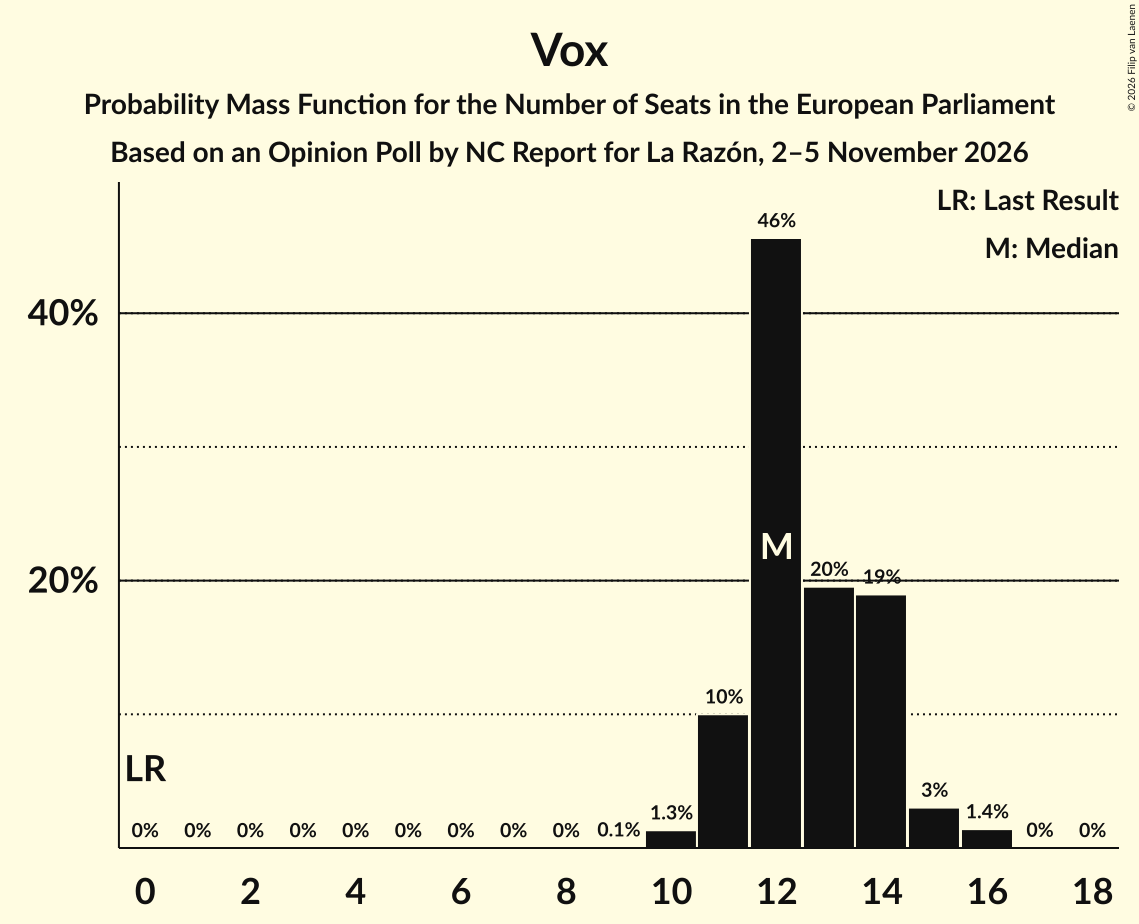 Vox
Probability Mass Function for the Number of Seats in the European Parliament
Based on an Opinion Poll by NC Report for La Razón, 2–5 November 2026
© 2026 Filip van Laenen
LR: Last Result
M: Median
40%
20%
46%
M
20%
19%
10%
LR
0% 0% 0% 0% 0% 0% 0% 0% 0% 0.1% 1.3% 3% 1.4% 0% 0%
0 2 4 6 8 10 12 14 16 18